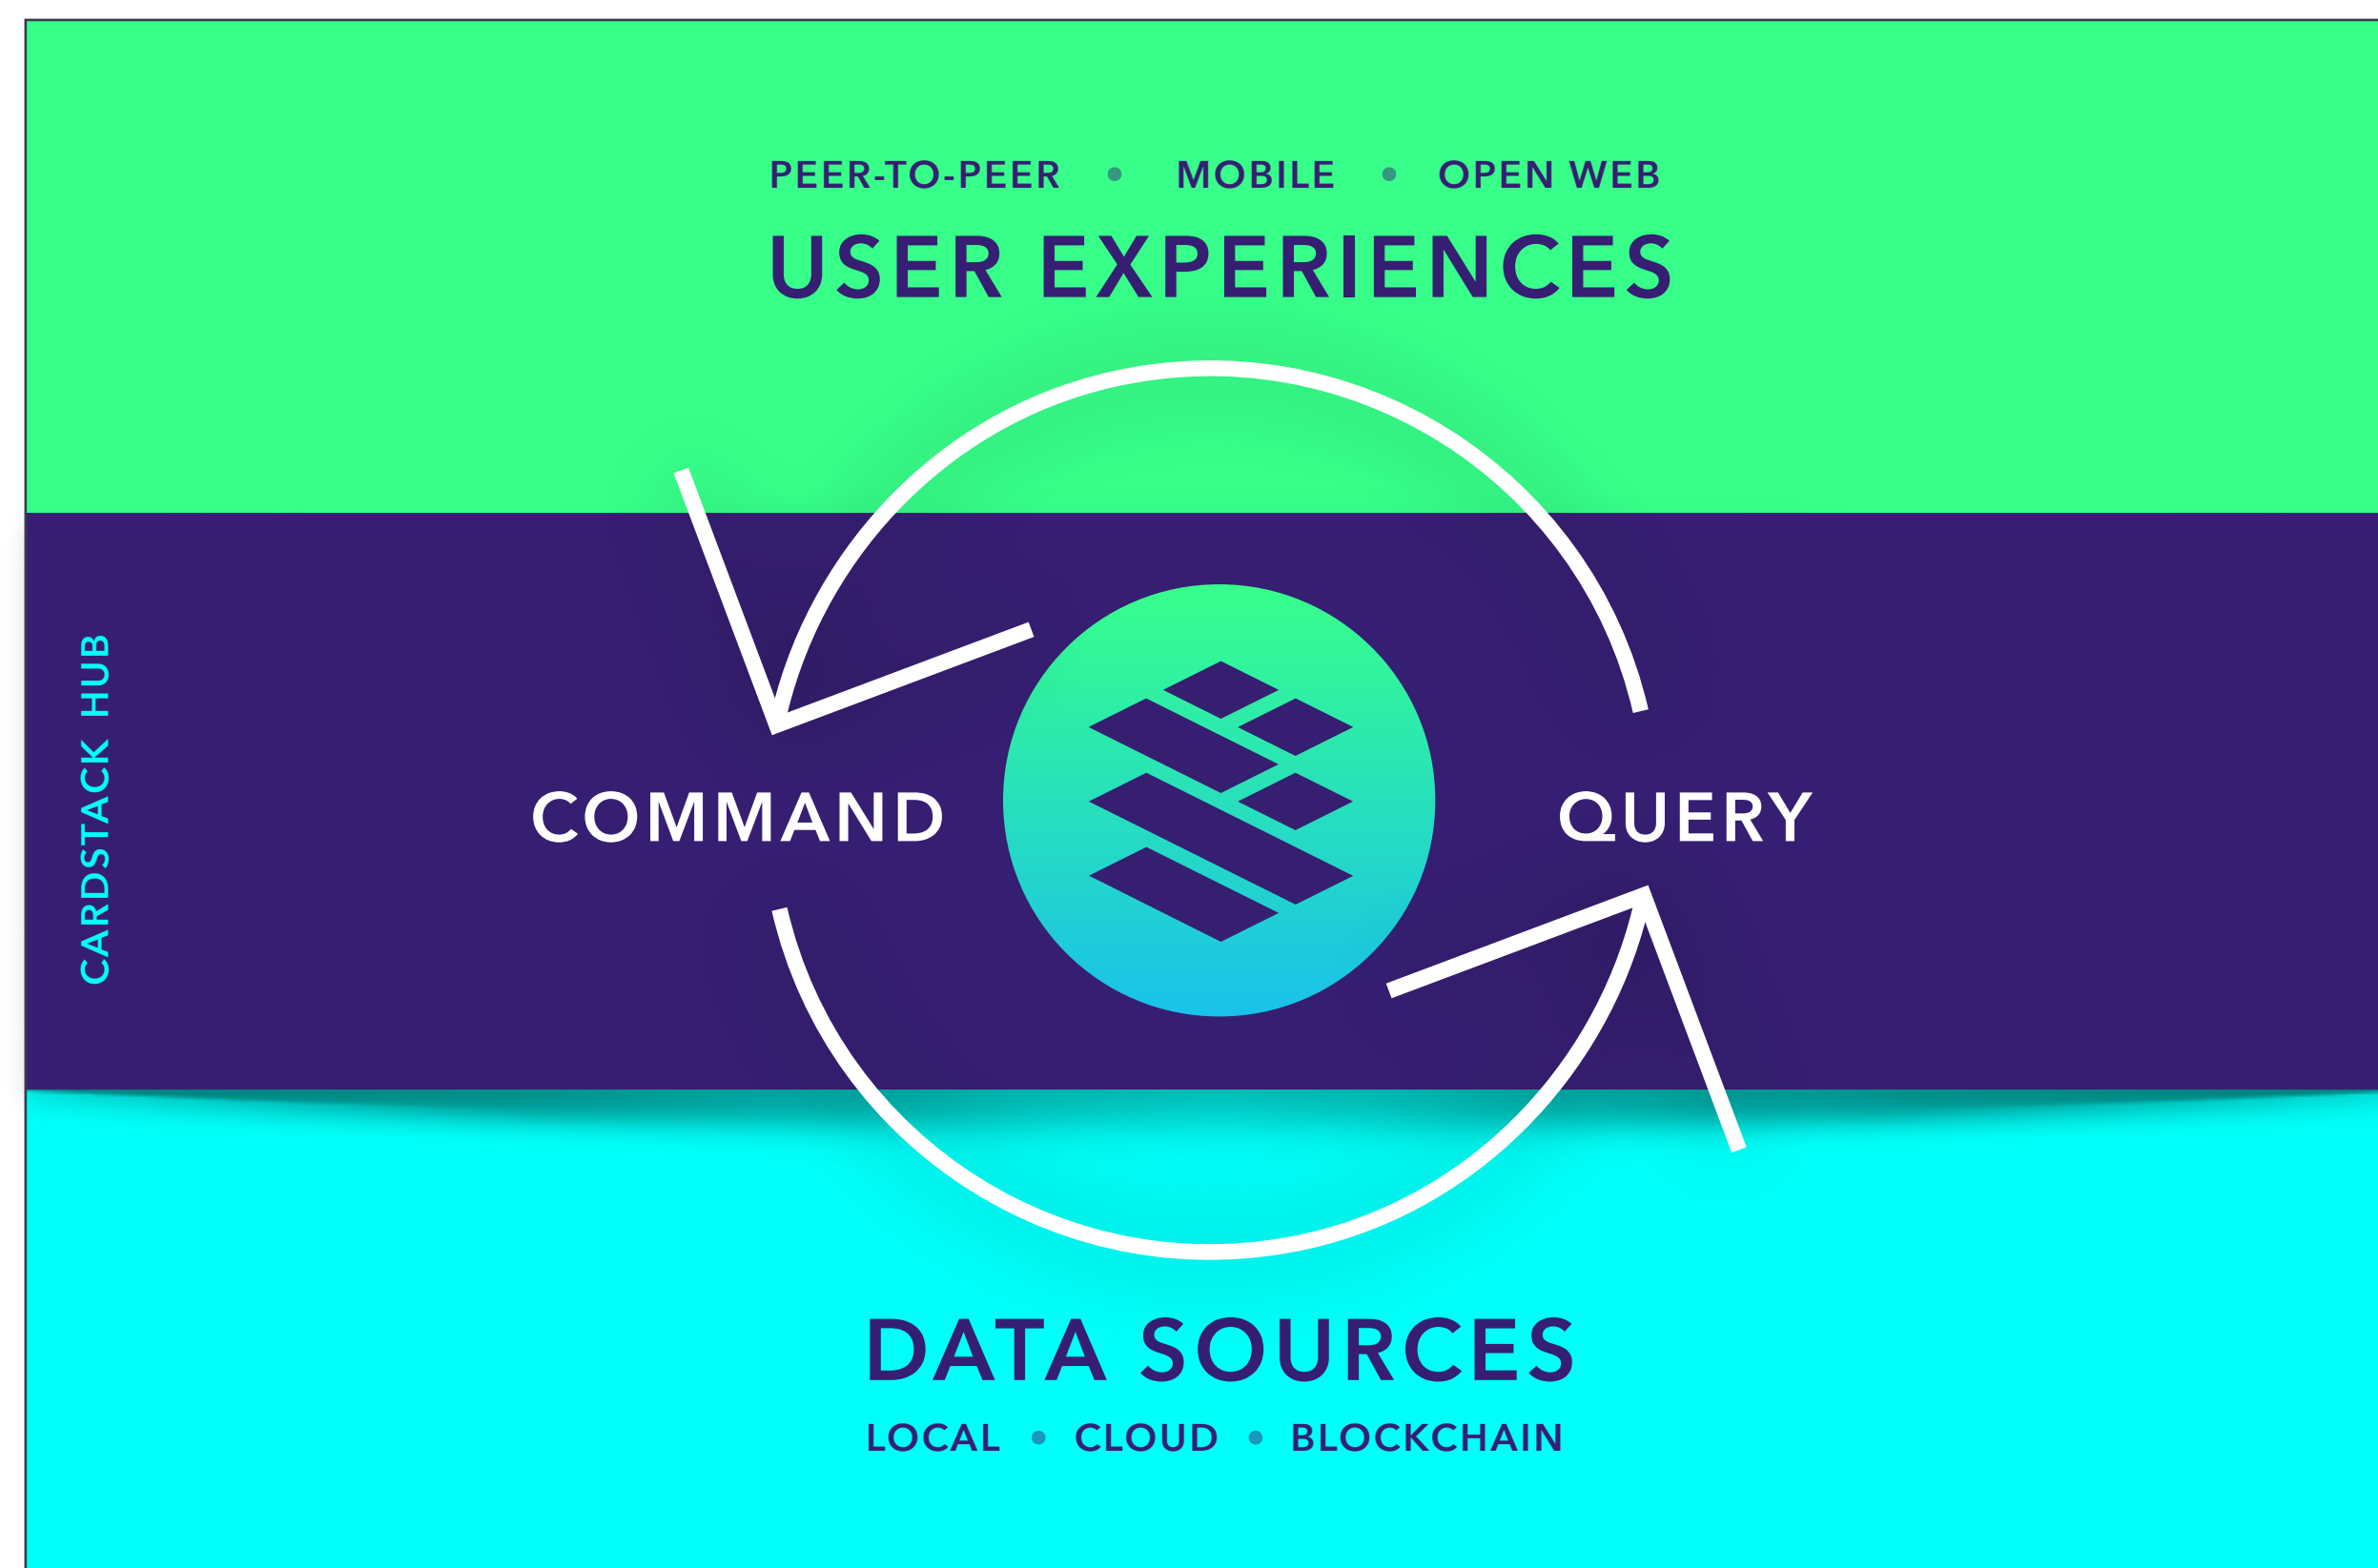 PEER-TO-PEER • MOBILE • OPEN WEB
USER EXPERIENCES
CARDSTACK HUB
COMMAND
QUERY
DATA SOURCES
LOCAL • CLOUD • BLOCKCHAIN